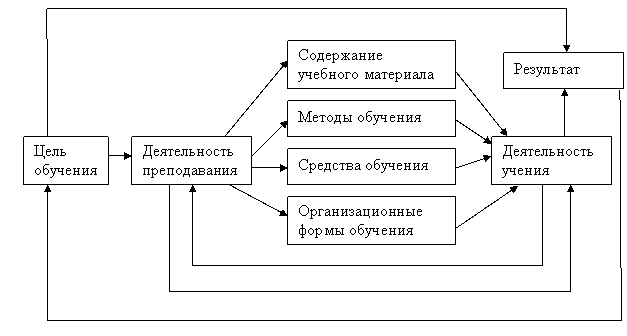 Содержание
учебного материала
Результат
Методы обучения
Цель
обучения
Деятельность
преподавания
Средства обучения
Деятельность
учения
Организационные
формы обучения